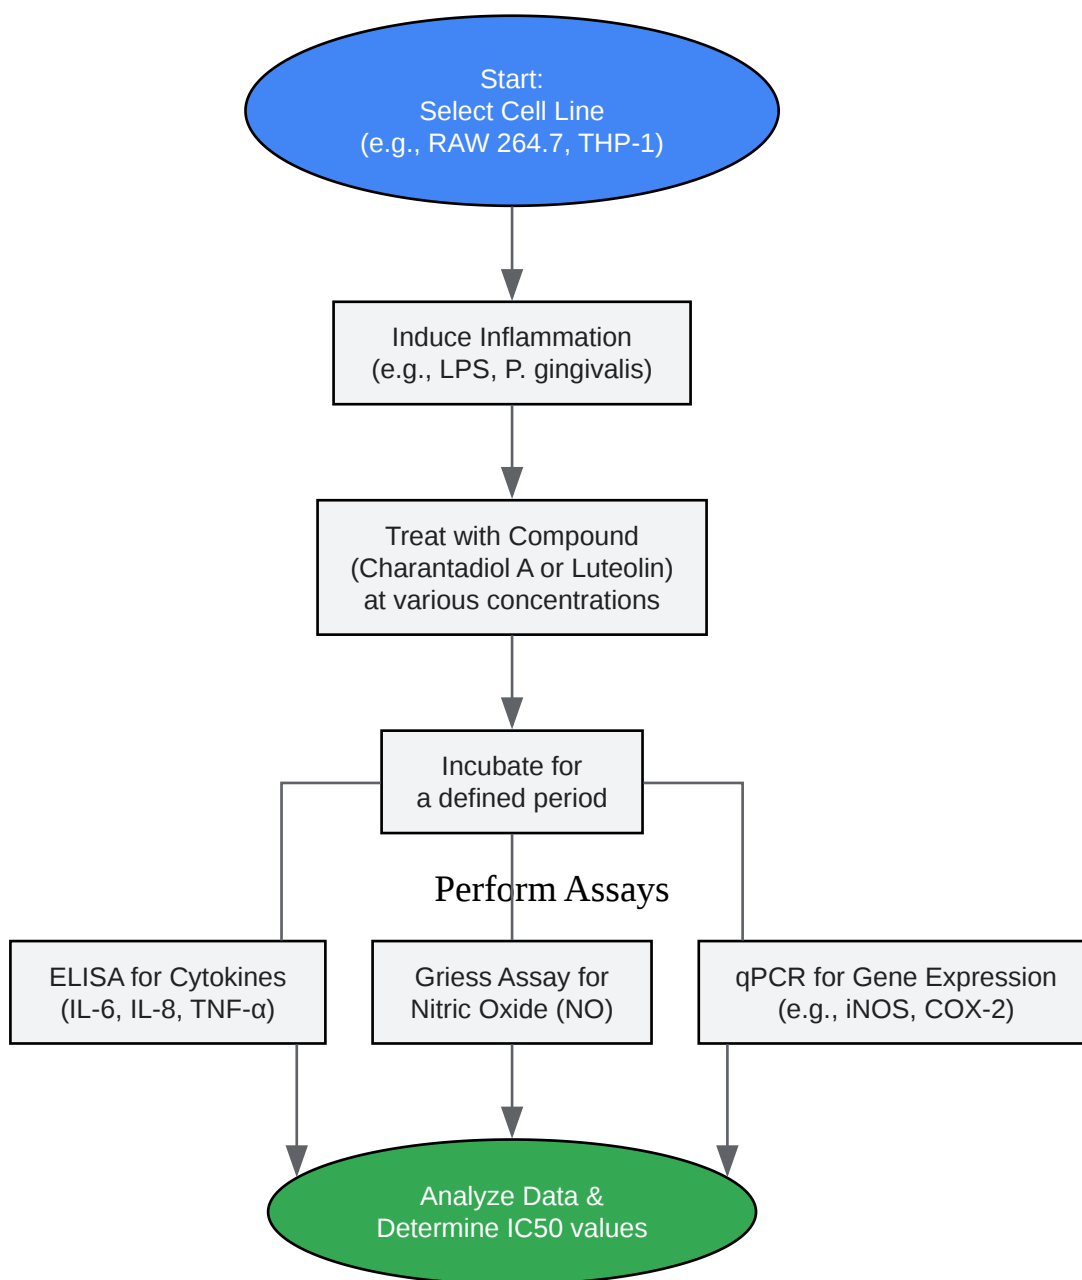 Start:
Select Cell Line
(e.g., RAW 264.7, THP-1)
Induce Inflammation
(e.g., LPS, P. gingivalis)
Treat with Compound
(Charantadiol A or Luteolin)
at various concentrations
Incubate for
a defined period
Perform Assays
ELISA for Cytokines
(IL-6, IL-8, TNF-α)
Griess Assay for
Nitric Oxide (NO)
qPCR for Gene Expression
(e.g., iNOS, COX-2)
Analyze Data &
Determine IC50 values